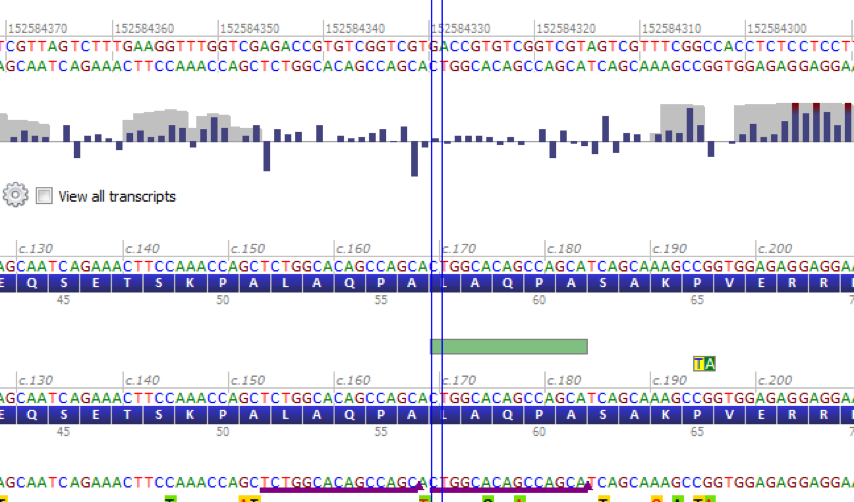 152584370 152584360 152584350 152584340 152584330 152584320 152584310 152584300
TCGTTAGTCTTTGAAGGTTTGGTCGAGACCGTGTCGGTCGTGACCGTGTCGGTCGTAGTCGTTTCGGCCACCTCTCCTCCT
AGCAATCAGAAACTTCCAAACCAGCTCTGGCACAGCCAGCACTGGCACAGCCAGCATCAGCAAAGCCGGTGGAGAGGAGGA
View all transcripts
c.130 c.140 c.150 c.160 c.170 c.180 c.190 c.200
AGCAATCAGAAACTTCCAAACCAGCTCTGGCACAGCCAGCACTGGCACAGCCAGCATCAGCAAAGCCGGTGGAGAGGAGGA
E Q S E T S K P A L A Q P A L A Q P A S A K P V E R R
45 50 55 60 65
TA
c.130 c.140 c.150 c.160 c.170 c.180 c.190 c.200
AGCAATCAGAAACTTCCAAACCAGCTCTGGCACAGCCAGCACTGGCACAGCCAGCATCAGCAAAGCCGGTGGAGAGGAGGA
E Q S E T S K P A L A Q P A L A Q P A S A K P V E R R
45 50 55 60 65
AGCAATCAGAAACTTCCAAACCAGCTCTGGCACAGCCAGCACTGGCACAGCCAGCATCAGCAAAGCCGGTGGAGAGGAGGA